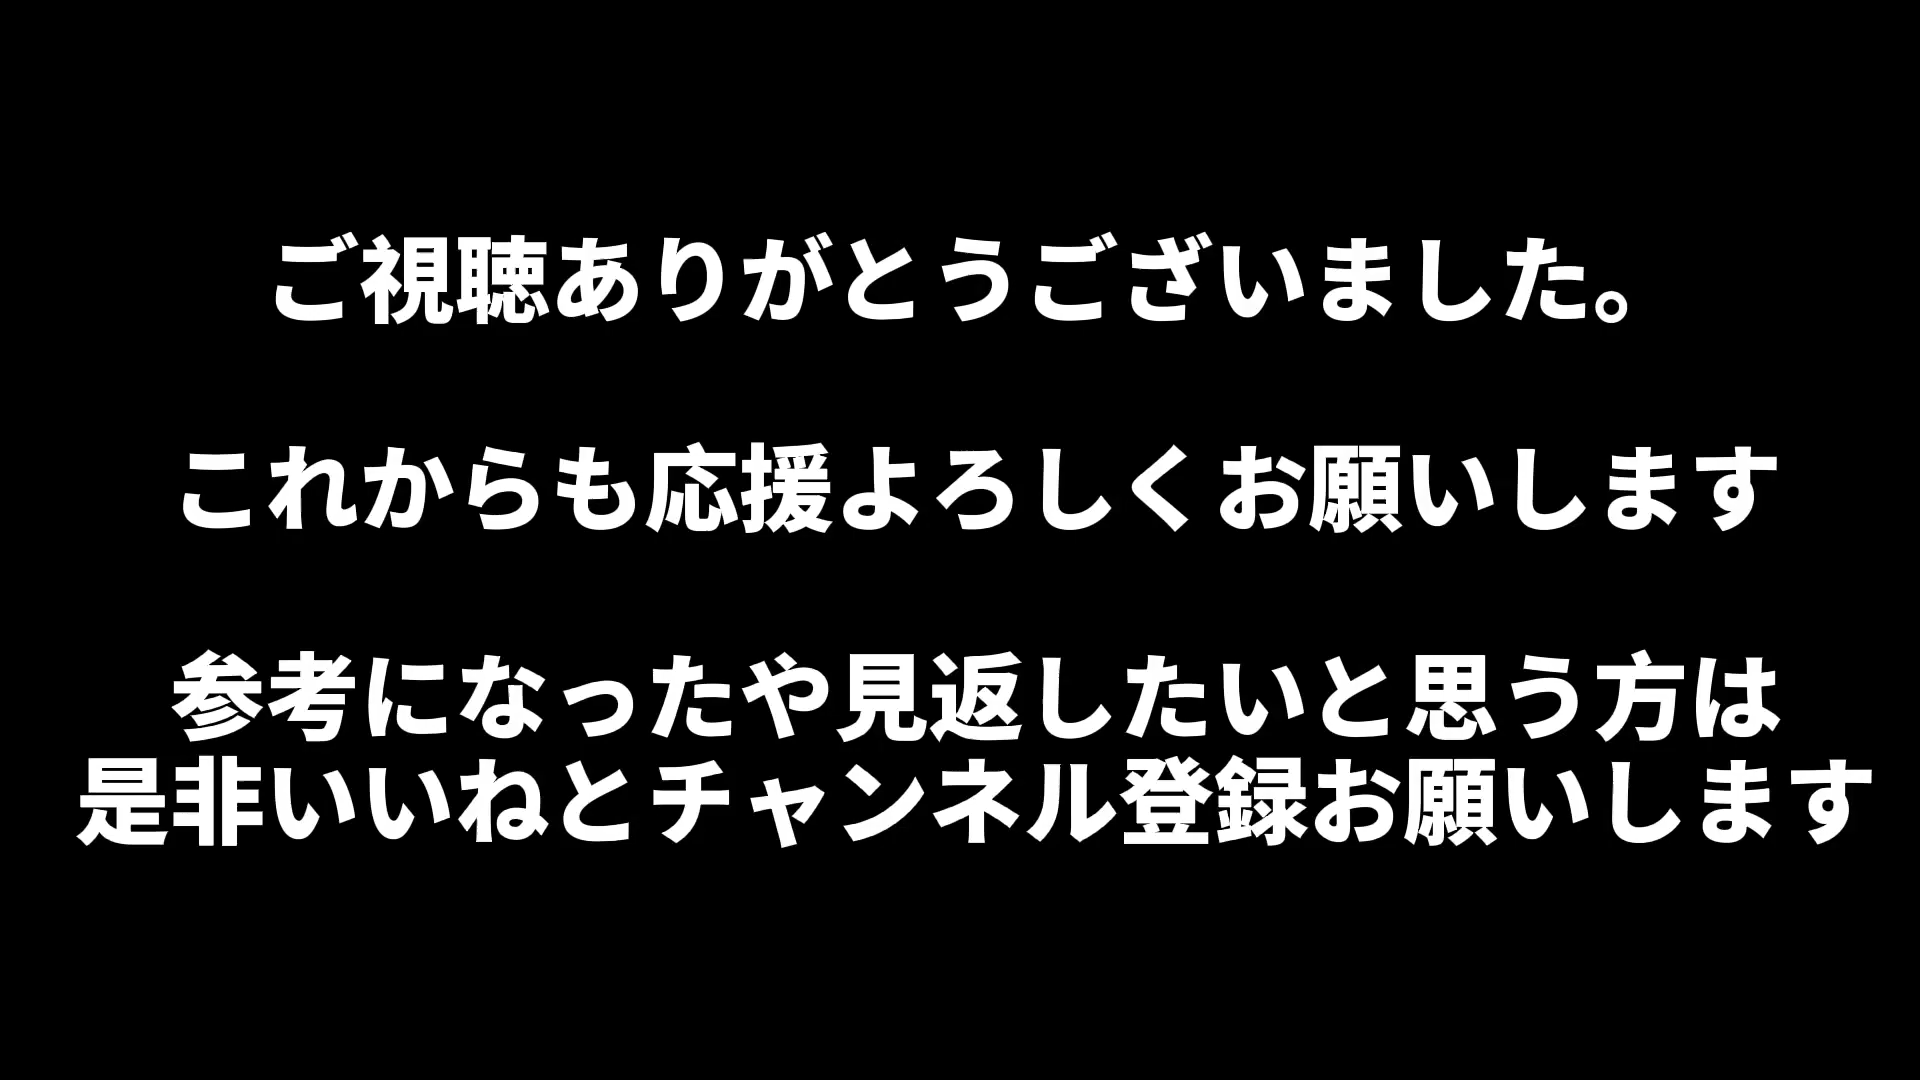 ご視聴ありがとうございました。
これからも応援よろしくお願いします
参考になったや見返したいと思う方は
是非いいねとチャンネル登録お願いします